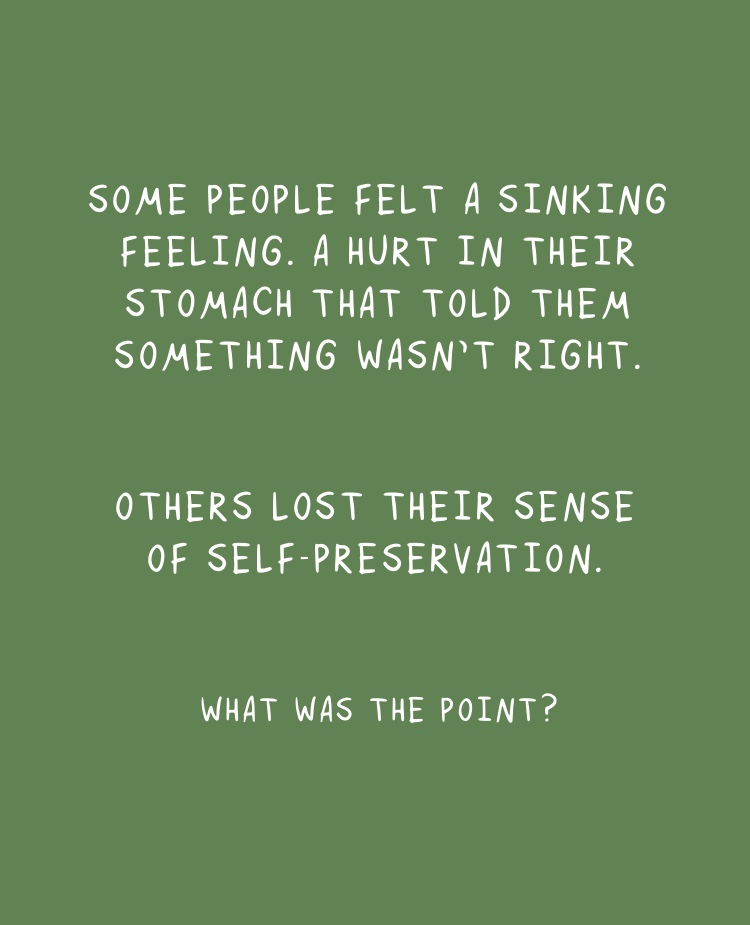 SOME PEOPLE FELT A SINKING
FEELING. A HURT IN THEIR
STOMACH THAT TOLD THEM
SOMETHING WASN'T RIGHT.
OTHERS LOST THEIR SENSE
OF SELF-PRESERVATION.
WHAT WAS THE POINT?